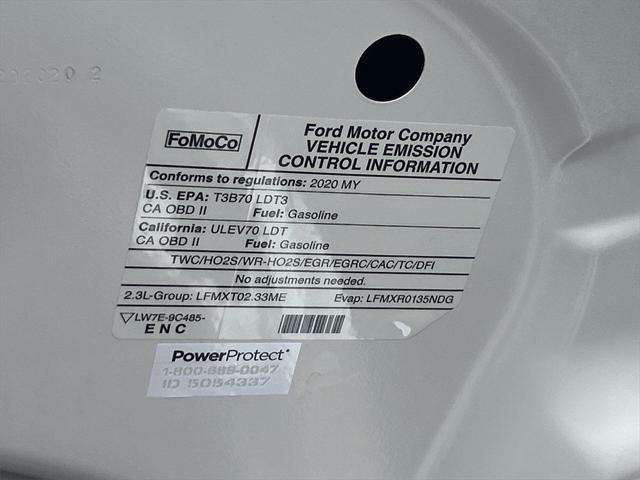 FoMoCo
Ford Motor Company
VEHICLE EMISSION
CONTROL INFORMATION
Conforms to regulations: 2020 MY
U.S. EPA: T3B70 LDT3
CA OBD II Fuel: Gasoline
California: ULEV70 LDT
CA OBD II Fuel: Gasoline
TWC/HO2S/WR-HO2S/EGR/EGRC/CAC/TC/DFI
No adjustments needed.
2.3L-Group: LFMXT02.33ME Evap: LFMXR0135NDG
LW7E-9C485-
ENC
PowerProtect
1-800-889-0047
ID 5054337